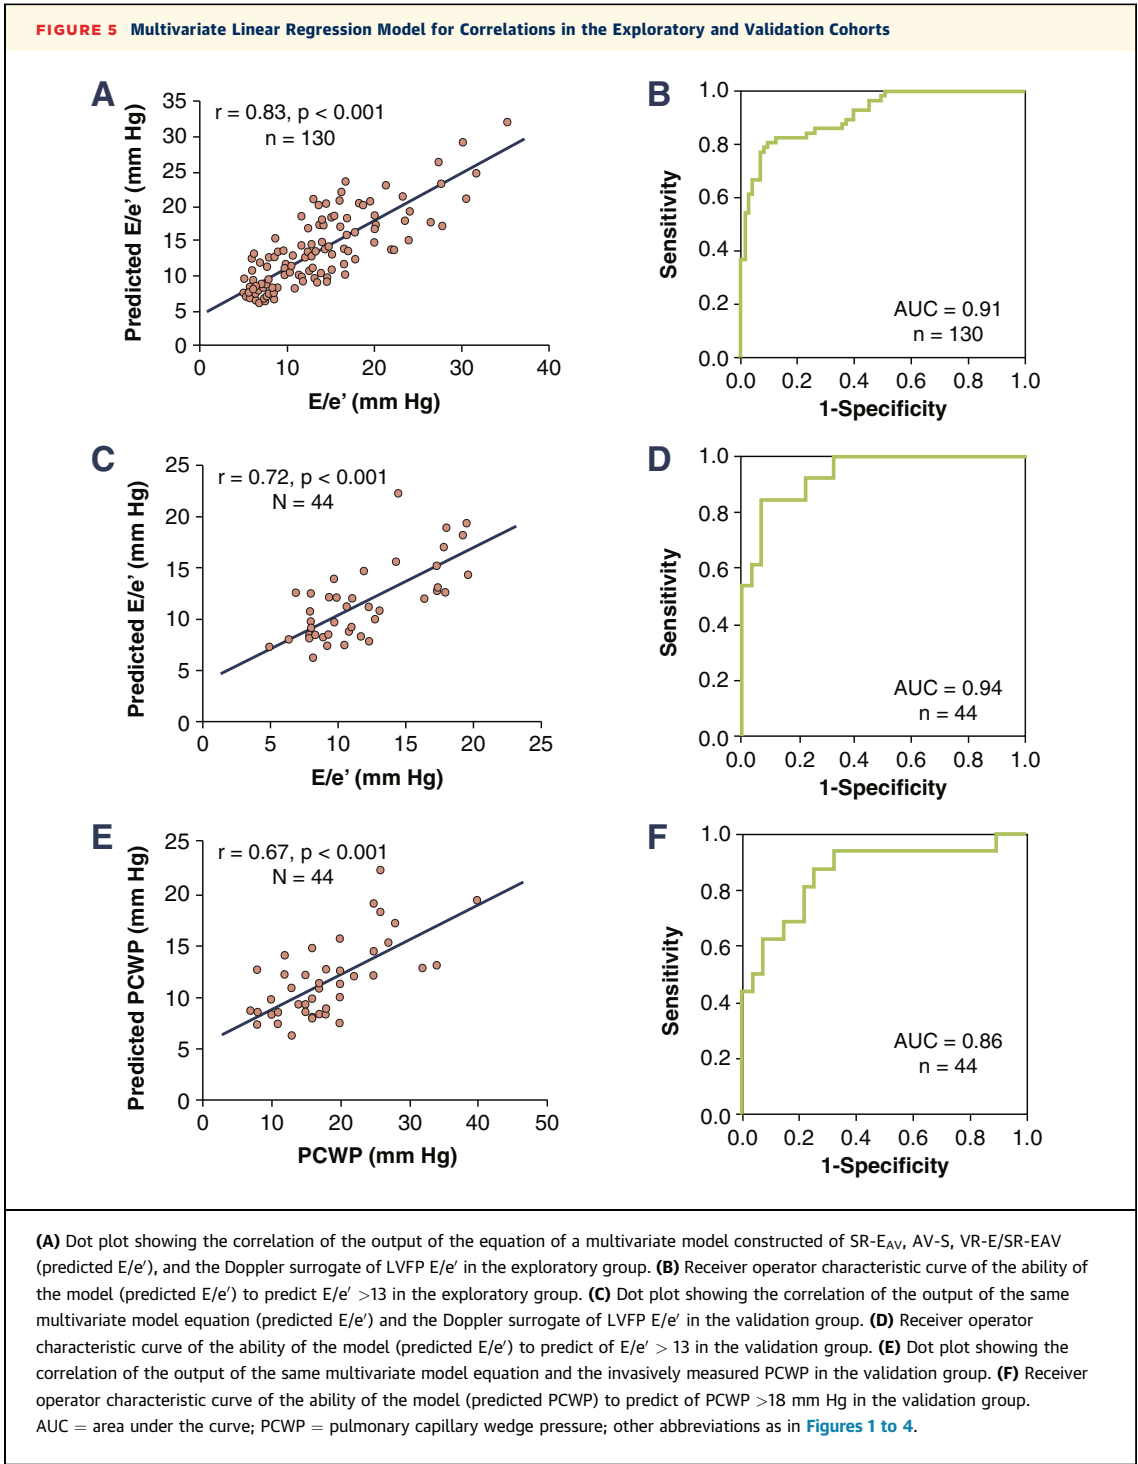 FIGURE 5 Multivariate Linear Regression Model for Correlations in the Exploratory and Validation Cohorts
A
r = 0.83, p < 0.001
n = 130
Predicted E/e' (mm Hg)
35
30
25
20
15
10
5
0
0 10 20 30 40
E/e' (mm Hg)
B
Sensitivity
1.0
0.8
0.6
0.4
0.2
0.0
AUC = 0.91
n = 130
0.0 0.2 0.4 0.6 0.8 1.0
1-Specificity
C
r = 0.72, p < 0.001
N = 44
Predicted E/e' (mm Hg)
25
20
15
10
5
0
0 5 10 15 20 25
E/e' (mm Hg)
D
Sensitivity
1.0
0.8
0.6
0.4
0.2
0.0
AUC = 0.94
n = 44
0.0 0.2 0.4 0.6 0.8 1.0
1-Specificity
E
r = 0.67, p < 0.001
N = 44
Predicted PCWP (mm Hg)
25
20
15
10
5
0
0 10 20 30 40 50
PCWP (mm Hg)
F
Sensitivity
1.0
0.8
0.6
0.4
0.2
0.0
AUC = 0.86
n = 44
0.0 0.2 0.4 0.6 0.8 1.0
1-Specificity
(A) Dot plot showing the correlation of the output of the equation of a multivariate model constructed of SR-EAV, AV-S, VR-E/SR-EAV
(predicted E/e′), and the Doppler surrogate of LVFP E/e′ in the exploratory group. (B) Receiver operator characteristic curve of the ability of
the model (predicted E/e′) to predict E/e′ >13 in the exploratory group. (C) Dot plot showing the correlation of the output of the same
multivariate model equation (predicted E/e′) and the Doppler surrogate of LVFP E/e′ in the validation group. (D) Receiver operator
characteristic curve of the ability of the model (predicted E/e′) to predict of E/e′ > 13 in the validation group. (E) Dot plot showing the
correlation of the output of the same multivariate model equation and the invasively measured PCWP in the validation group. (F) Receiver
operator characteristic curve of the ability of the model (predicted PCWP) to predict of PCWP >18 mm Hg in the validation group.
AUC = area under the curve; PCWP = pulmonary capillary wedge pressure; other abbreviations as in Figures 1 to 4.